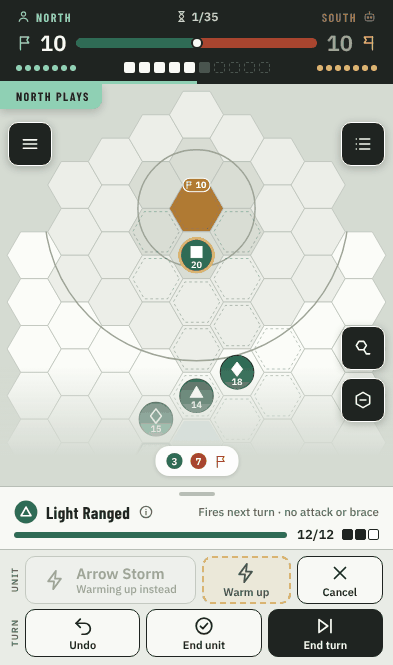 NORTH
1/35
SOUTH
10
10
NORTH PLAYS
10
20
18
14
15
3 7
Light Ranged
Fires next turn · no attack or brace
12/12
UNIT
Arrow Storm
Warming up instead
Warm up
Cancel
TURN
Undo
End unit
End turn